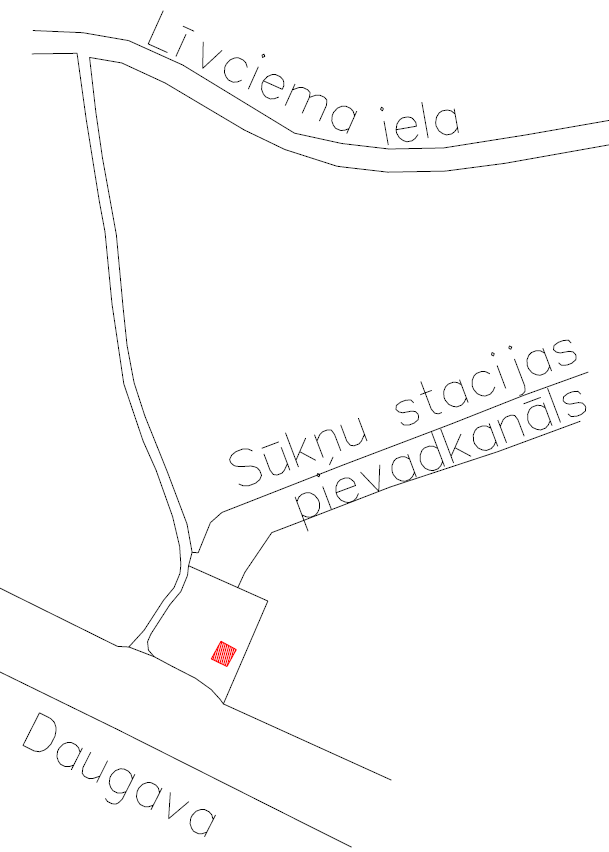 Līvciema iela
Sūkņu stacijas
pievadkanāls
Daugava